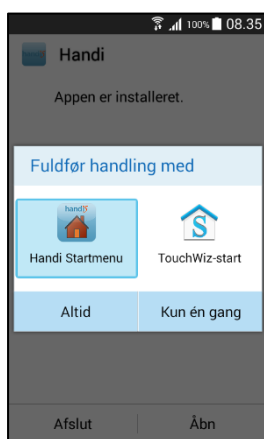 100% 08.35
Handi
Appen er installeret.
Fuldfør handling med
handi
Handi Startmenu
S
TouchWiz-start
Altid
Kun én gang
Afslut
Åbn